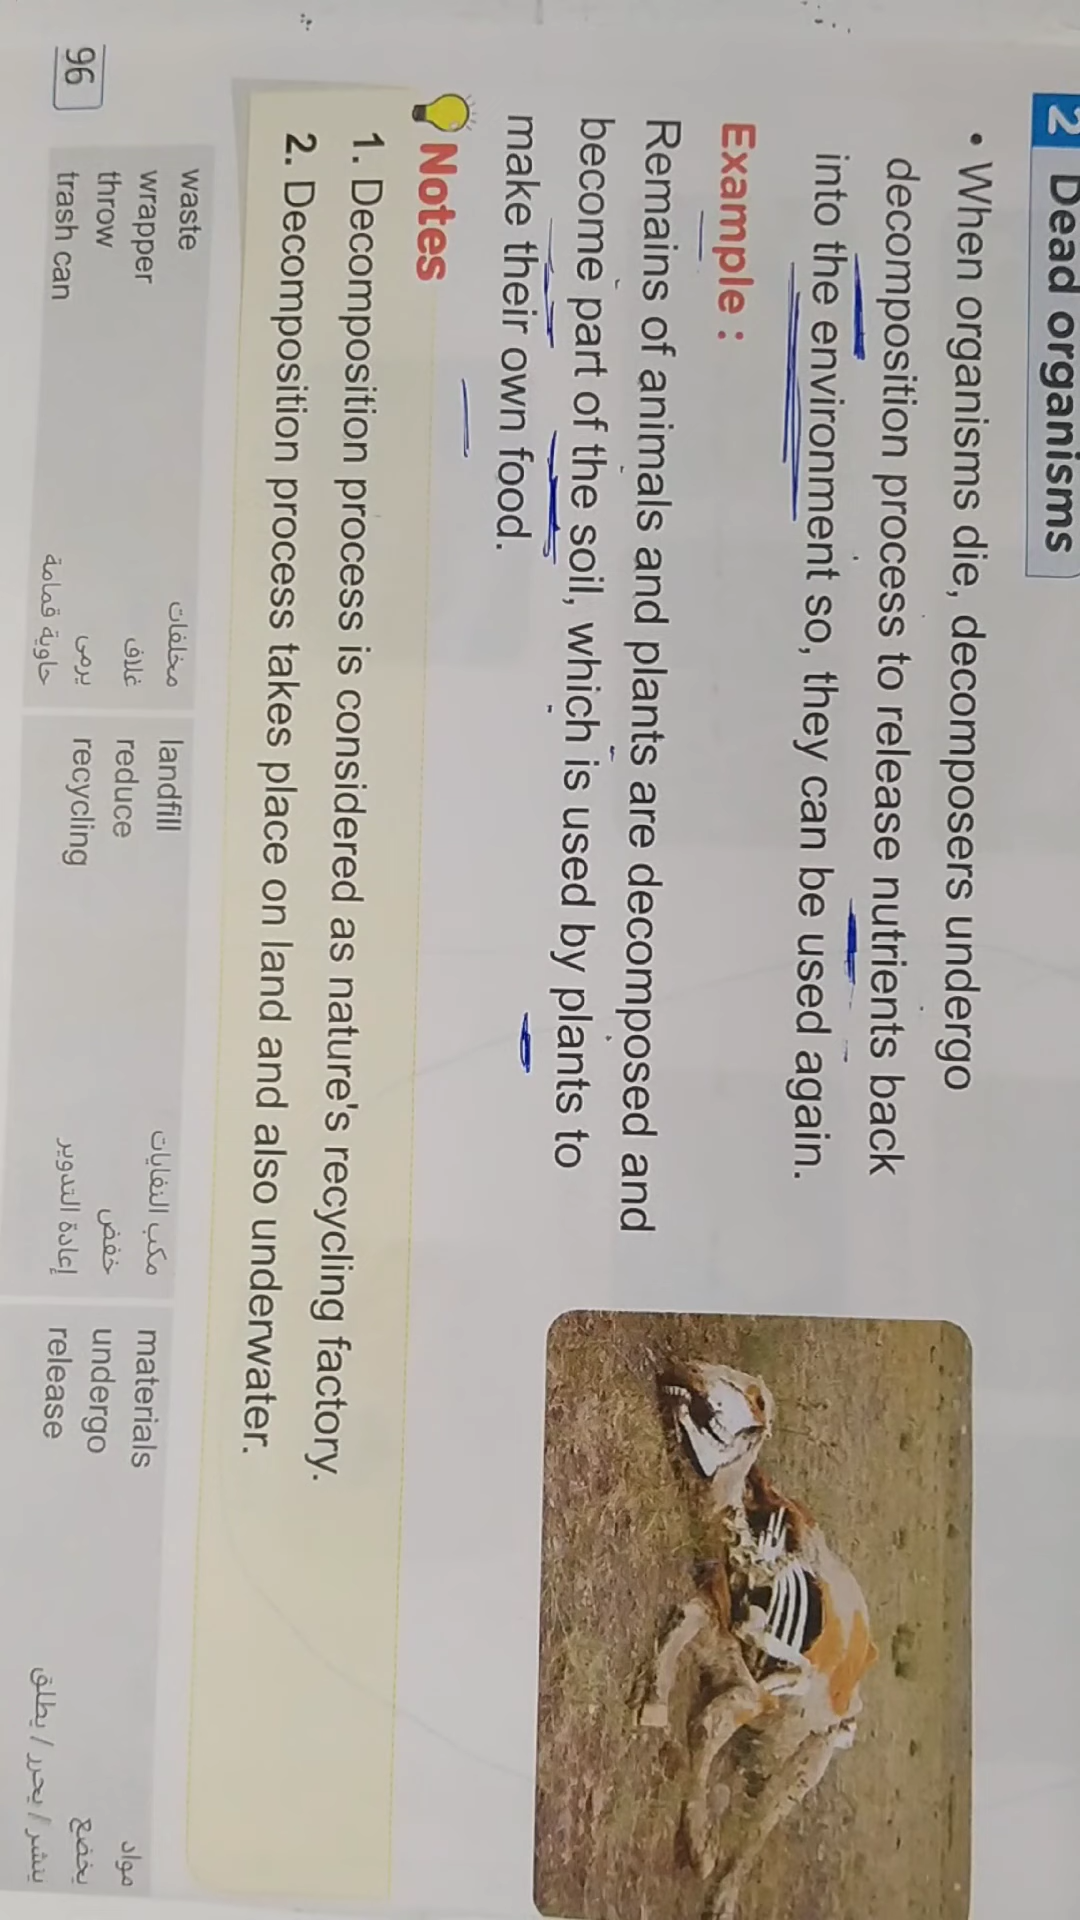 2 Dead organisms
• When organisms die, decomposers undergo
decomposition process to release nutrients back
into the environment so, they can be used again.
Example :
Remains of animals and plants are decomposed and
become part of the soil, which is used by plants to
make their own food.
Notes
1. Decomposition process is considered as nature's recycling factory.
2. Decomposition process takes place on land and also underwater.
waste مخلفات landfill مكب النفايات materials مواد
wrapper غلاف reduce خفض undergo يخضع
throw يرمى recycling إعادة التدوير release ينشر / يحرر / يطلق
trash can حاوية قمامة
96